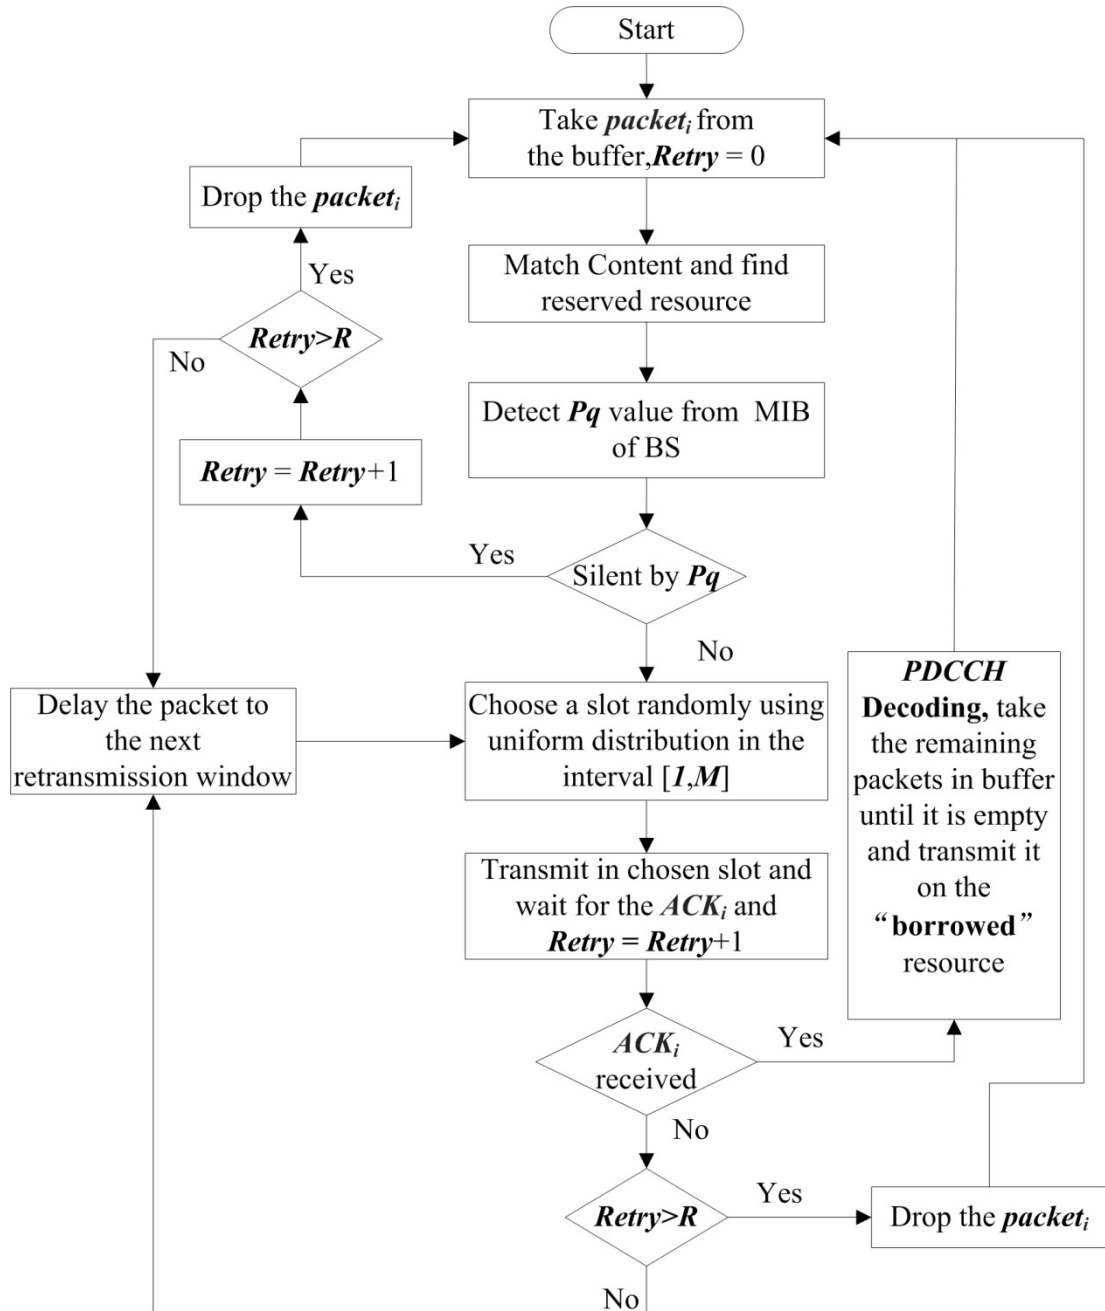 Start
Take packetᵢ from
the buffer,Retry = 0
Drop the packetᵢ
Match Content and find
reserved resource
Yes
Retry>R
No
Detect Pq value from MIB
of BS
Retry = Retry+1
Yes
Silent by Pq
No
Delay the packet to
the next
retransmission window
Choose a slot randomly using
uniform distribution in the
interval [1,M]
PDCCH
Decoding, take
the remaining
packets in buffer
until it is empty
and transmit it
on the
“borrowed”
resource
Transmit in chosen slot and
wait for the ACKᵢ and
Retry = Retry+1
ACKᵢ
received
Yes
No
Retry>R
Yes
Drop the packetᵢ
No